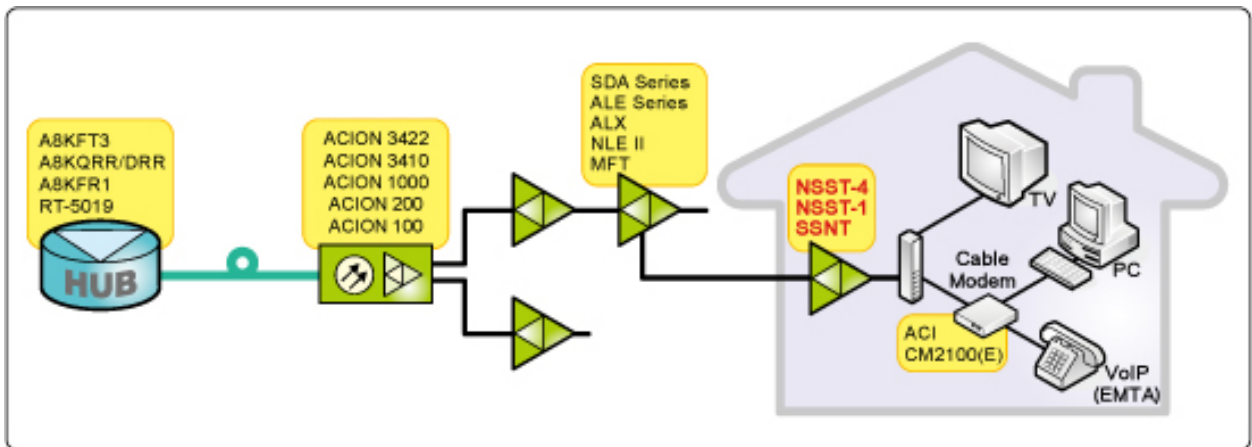 A8KFT3
A8KQRR/DRR
A8KFR1
RT-5019
HUB
ACION 3422
ACION 3410
ACION 1000
ACION 200
ACION 100
SDA Series
ALE Series
ALX
NLE II
MFT
NSST-4
NSST-1
SSNT
TV
PC
Cable
Modem
ACI
CM2100(E)
VoIP
(EMTA)